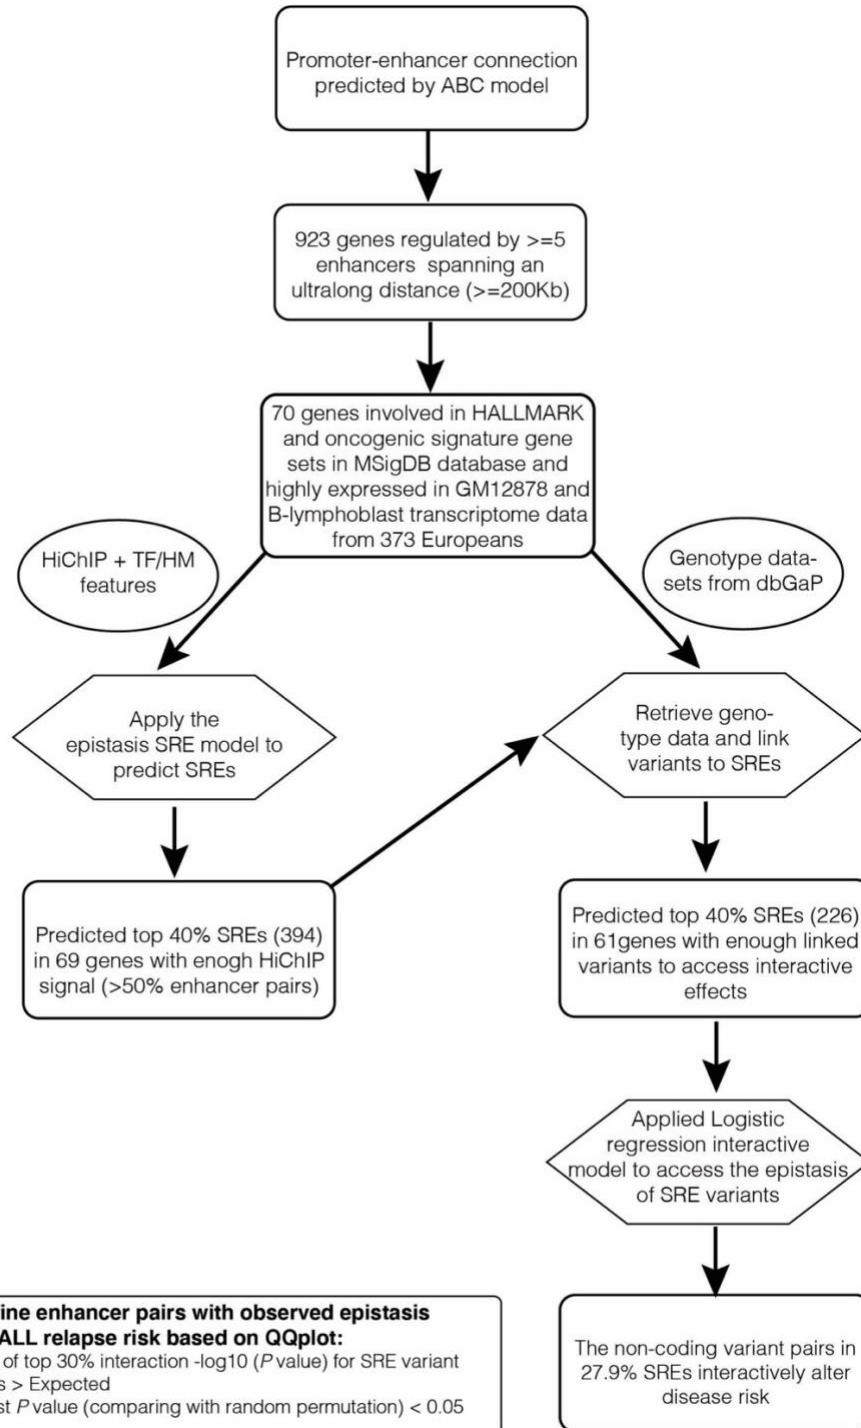 Promoter-enhancer connection
predicted by ABC model
923 genes regulated by >=5
enhancers spanning an
ultralong distance (>=200Kb)
70 genes involved in HALLMARK
and oncogenic signature gene
sets in MSigDB database and
highly expressed in GM12878 and
B-lymphoblast transcriptome data
from 373 Europeans
HiChIP + TF/HM
features
Genotype data-
sets from dbGaP
Apply the
epistasis SRE model to
predict SREs
Retrieve geno-
type data and link
variants to SREs
Predicted top 40% SREs (394)
in 69 genes with enogh HiChIP
signal (>50% enhancer pairs)
Predicted top 40% SREs (226)
in 61genes with enough linked
variants to access interactive
effects
Applied Logistic
regression interactive
model to access the epistasis
of SRE variants
The non-coding variant pairs in
27.9% SREs interactively alter
disease risk
enhancer pairs with observed epistasis
ALL relapse risk based on QQplot:
of top 30% interaction -log10 (P value) for SRE variant
> Expected
P value (comparing with random permutation) < 0.05